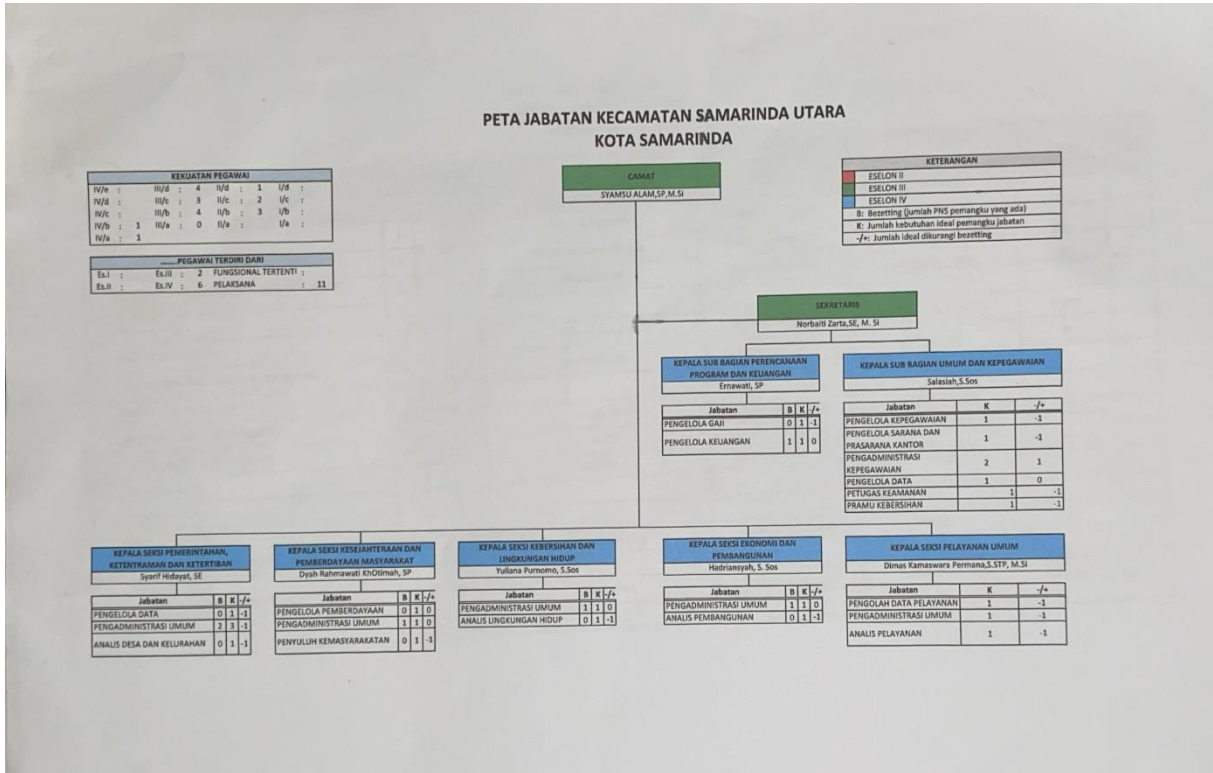 PETA JABATAN KECAMATAN SAMARINDA UTARA
KOTA SAMARINDA
KEKUATAN PEGAWAI
IV/e : III/d : 4 II/d : 1 I/d :
IV/d : III/c : 3 II/c : 2 I/c :
IV/c : III/b : 4 II/b : 3 I/b :
IV/b : 1 III/a : 0 II/a : I/a :
IV/a : 1
PEGAWAI TERDIRI DARI
Es.I : Es.III : 2 FUNGSIONAL TERTENTI :
Es.II : Es.IV : 6 PELAKSANA : 11
CAMAT
SYAMSU ALAM,SP,M.Si
KETERANGAN
ESELON II
ESELON III
ESELON IV
B: Bezetting (jumlah PNS pemangku yang ada)
K: Jumlah kebutuhan ideal pemangku jabatan
-/+: Jumlah ideal dikurangi bezetting
SEKRETARIS
Norbaiti Zarta,SE, M. Si
KEPALA SUB BAGIAN PERENCANAAN
PROGRAM DAN KEUANGAN
Ernawati, SP
Jabatan B K -/+
PENGELOLA GAJI 0 1 -1
PENGELOLA KEUANGAN 1 1 0
KEPALA SUB BAGIAN UMUM DAN KEPEGAWAIAN
Salasiah,S.Sos
Jabatan K -/+
PENGELOLA KEPEGAWAIAN 1 -1
PENGELOLA SARANA DAN
PRASARANA KANTOR 1 -1
PENGADMINISTRASI
KEPEGAWAIAN 2 1
PENGELOLA DATA 1 0
PETUGAS KEAMANAN 1 -1
PRAMU KEBERSIHAN 1 -1
KEPALA SEKSI PEMERINTAHAN,
KETENTRAMAN DAN KETERTIBAN
Syarif Hidayat, SE
Jabatan B K -/+
PENGELOLA DATA 0 1 -1
PENGADMINISTRASI UMUM 2 3 -1
ANALIS DESA DAN KELURAHAN 0 1 -1
KEPALA SEKSI KESEJAHTERAAN DAN
PEMBERDAYAAN MASYARAKAT
Dyah Rahmawati KhOtimah, SP
Jabatan B K -/+
PENGELOLA PEMBERDAYAAN 0 1 0
PENGADMINISTRASI UMUM 1 1 0
PENYULUH KEMASYARAKATAN 0 1 -1
KEPALA SEKSI KEBERSIHAN DAN
LINGKUNGAN HIDUP
Yuliana Purnomo, S.Sos
Jabatan B K -/+
PENGADMINISTRASI UMUM 1 1 0
ANALIS LINGKUNGAN HIDUP 0 1 -1
KEPALA SEKSI EKONOMI DAN
PEMBANGUNAN
Hadriansyah, S. Sos
Jabatan B K -/+
PENGADMINISTRASI UMUM 1 1 0
ANALIS PEMBANGUNAN 0 1 -1
KEPALA SEKSI PELAYANAN UMUM
Dimas Kamaswara Permana,S.STP, M.Si
Jabatan K -/+
PENGOLAH DATA PELAYANAN 1 -1
PENGADMINISTRASI UMUM 1 -1
ANALIS PELAYANAN 1 -1